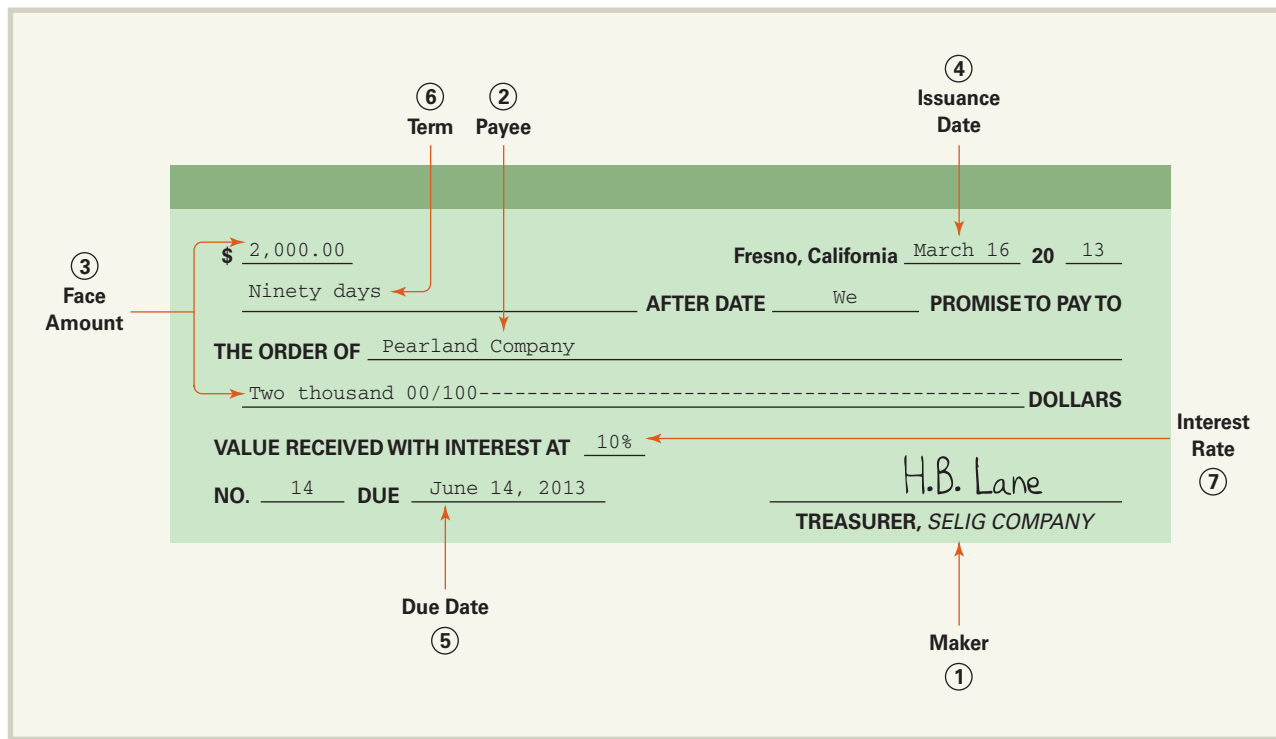 ④
Issuance
Date
⑥
Term
②
Payee
$ 2,000.00
Fresno, California March 16 20 13
③
Face
Amount
Ninety days AFTER DATE We PROMISE TO PAY TO
THE ORDER OF Pearland Company
Two thousand 00/100------------------------------------------------------ DOLLARS
VALUE RECEIVED WITH INTEREST AT 10%
Interest
Rate
⑦
NO. 14 DUE June 14, 2013
H.B. Lane
TREASURER, SELIG COMPANY
Due Date
⑤
Maker
①